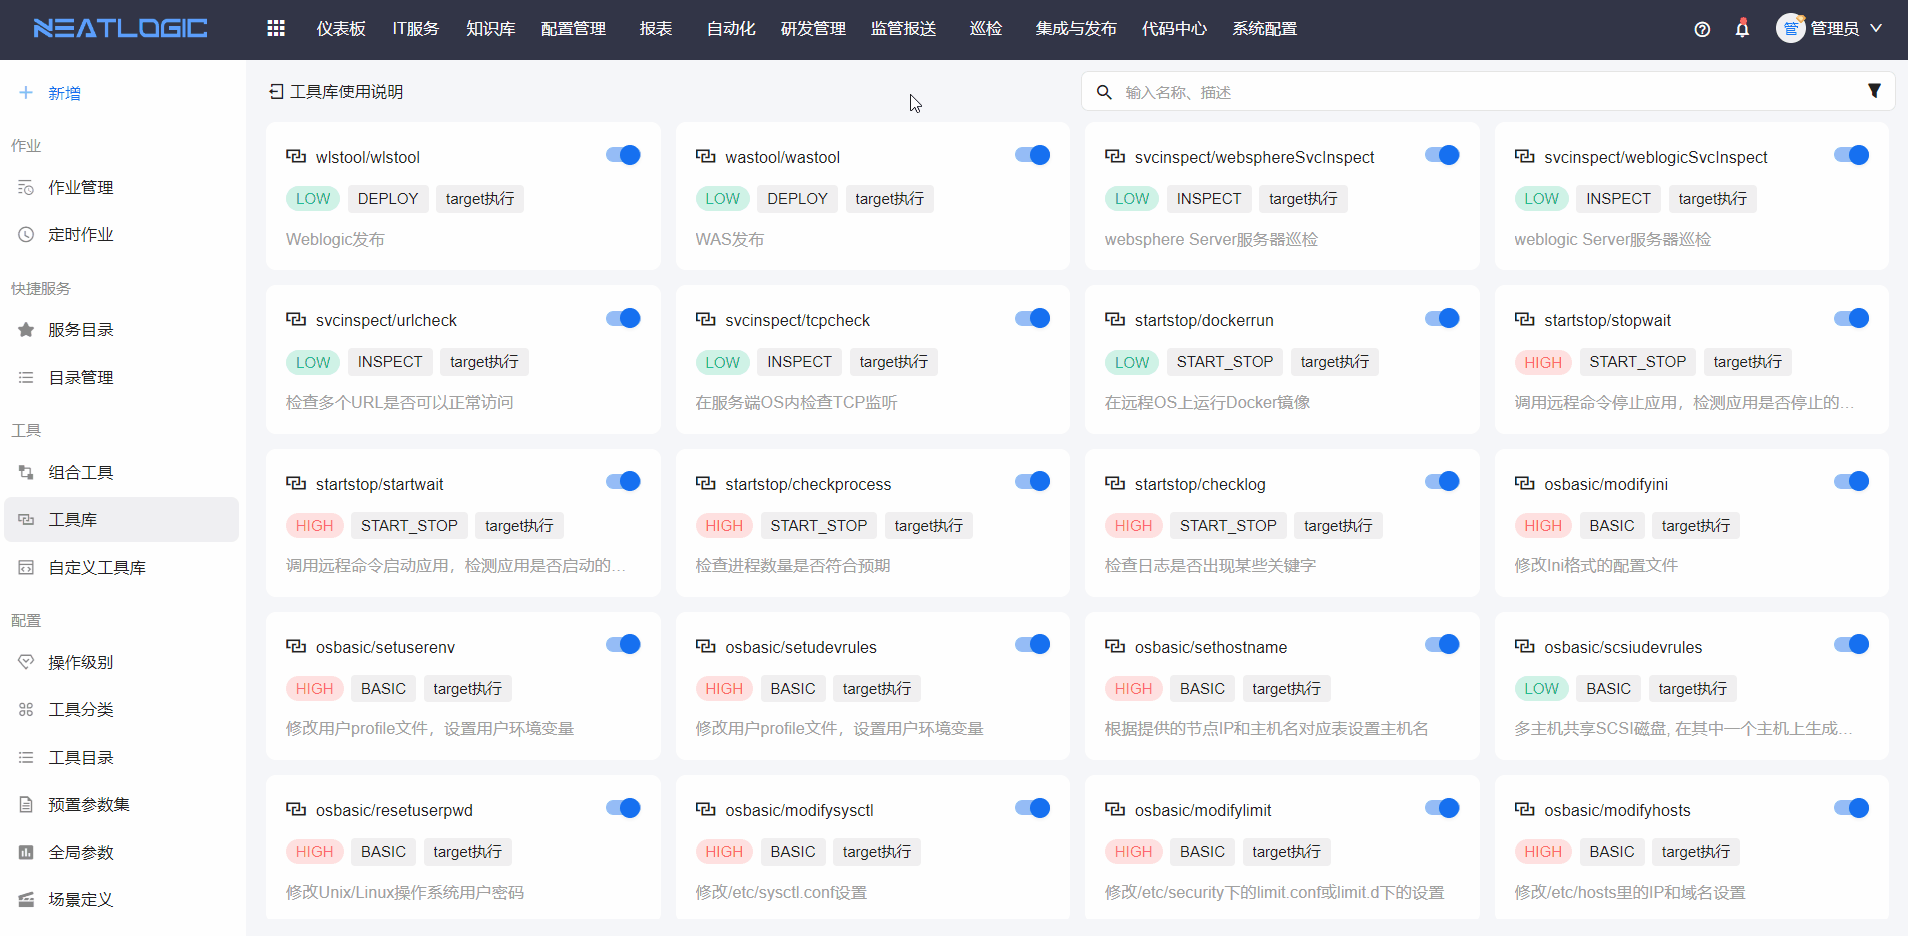 NEATLOGIC
仪表板 IT服务 知识库 配置管理 报表 自动化 研发管理 监管报送 巡检 集成与发布 代码中心 系统配置
管 管理员
新增
作业
作业管理
定时作业
快捷服务
服务目录
目录管理
工具
组合工具
工具库
自定义工具库
配置
操作级别
工具分类
工具目录
预置参数集
全局参数
场景定义
工具库使用说明
输入名称、描述
wlstool/wlstool
LOW DEPLOY target执行
Weblogic发布
wastool/wastool
LOW DEPLOY target执行
WAS发布
svcinspect/websphereSvcInspect
LOW INSPECT target执行
websphere Server服务器巡检
svcinspect/weblogicSvcInspect
LOW INSPECT target执行
weblogic Server服务器巡检
svcinspect/urlcheck
LOW INSPECT target执行
检查多个URL是否可以正常访问
svcinspect/tcpcheck
LOW INSPECT target执行
在服务端OS内检查TCP监听
startstop/dockerrun
LOW START_STOP target执行
在远程OS上运行Docker镜像
startstop/stopwait
HIGH START_STOP target执行
调用远程命令停止应用，检测应用是否停止的...
startstop/startwait
HIGH START_STOP target执行
调用远程命令启动应用，检测应用是否启动的...
startstop/checkprocess
HIGH START_STOP target执行
检查进程数量是否符合预期
startstop/checklog
HIGH START_STOP target执行
检查日志是否出现某些关键字
osbasic/modifyini
HIGH BASIC target执行
修改Ini格式的配置文件
osbasic/setuserenv
HIGH BASIC target执行
修改用户profile文件，设置用户环境变量
osbasic/setudevrules
HIGH BASIC target执行
修改用户profile文件，设置用户环境变量
osbasic/sethostname
HIGH BASIC target执行
根据提供的节点IP和主机名对应表设置主机名
osbasic/scsiudevrules
LOW BASIC target执行
多主机共享SCSI磁盘, 在其中一个主机上生成...
osbasic/resetuserpwd
HIGH BASIC target执行
修改Unix/Linux操作系统用户密码
osbasic/modifysysctl
HIGH BASIC target执行
修改/etc/sysctl.conf设置
osbasic/modifylimit
HIGH BASIC target执行
修改/etc/security下的limit.conf或limit.d下的设置
osbasic/modifyhosts
HIGH BASIC target执行
修改/etc/hosts里的IP和域名设置